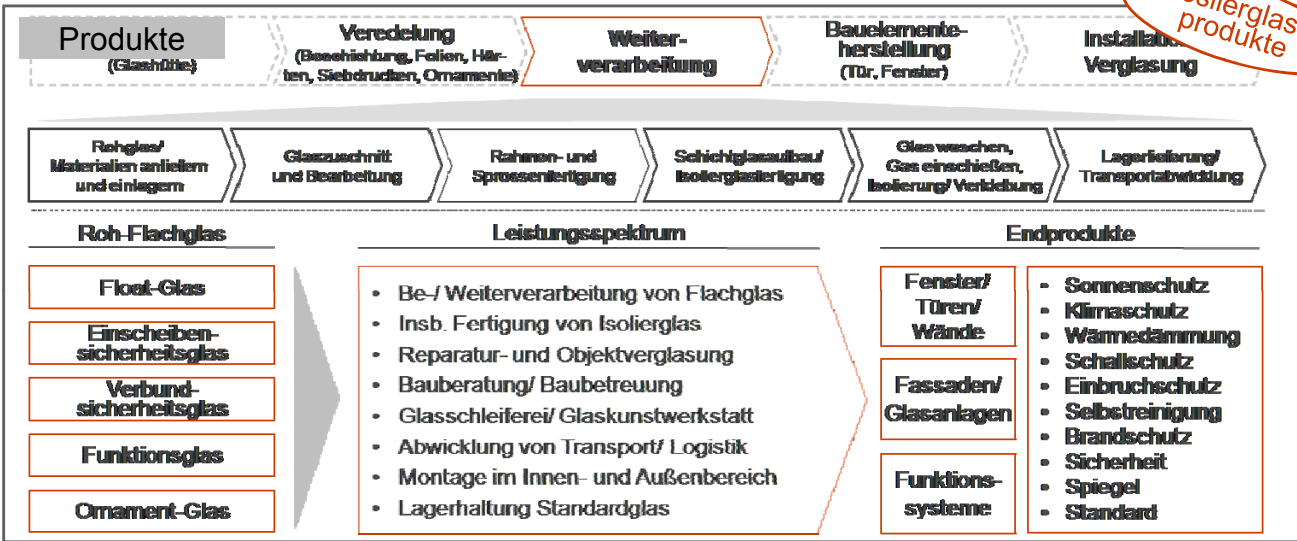 Produkte
(Glashütte)
Veredelung
(Beschichtung, Folien, Här-
ten, Siebdrucken, Ornamente)
Weiter-
verarbeitung
Bauelemente-
herstellung
(Tür, Fenster)
Verglasung
produkte
Rohglas/
Materialien anliefern
und einlagern
Glaszuschnitt
und Bearbeitung
Rahmen- und
Sprossenfertigung
Schichtglasaufbau/
Isolierglasfertigung
Glas waschen,
Gas einschießen,
Isolierung/ Verklebung
Lagerlieferung/
Transportabwicklung
Roh-Flachglas
Leistungsspektrum
Endprodukte
Float-Glas
Einscheiben-
sicherheitsglas
Verbund-
sicherheitsglas
Funktionsglas
Ornament-Glas
• Be-/ Weiterverarbeitung von Flachglas
• Insb. Fertigung von Isolierglas
• Reparatur- und Objektverglasung
• Bauberatung/ Baubetreuung
• Glasschleiferei/ Glaskunstwerkstatt
• Abwicklung von Transport/ Logistik
• Montage im Innen- und Außenbereich
• Lagerhaltung Standardglas
Fenster/
Türen/
Wände
Fassaden/
Glasanlagen
Funktions-
systeme
• Sonnenschutz
• Klimaschutz
• Wärmedämmung
• Schallschutz
• Einbruchschutz
• Selbstreinigung
• Brandschutz
• Sicherheit
• Spiegel
• Standard